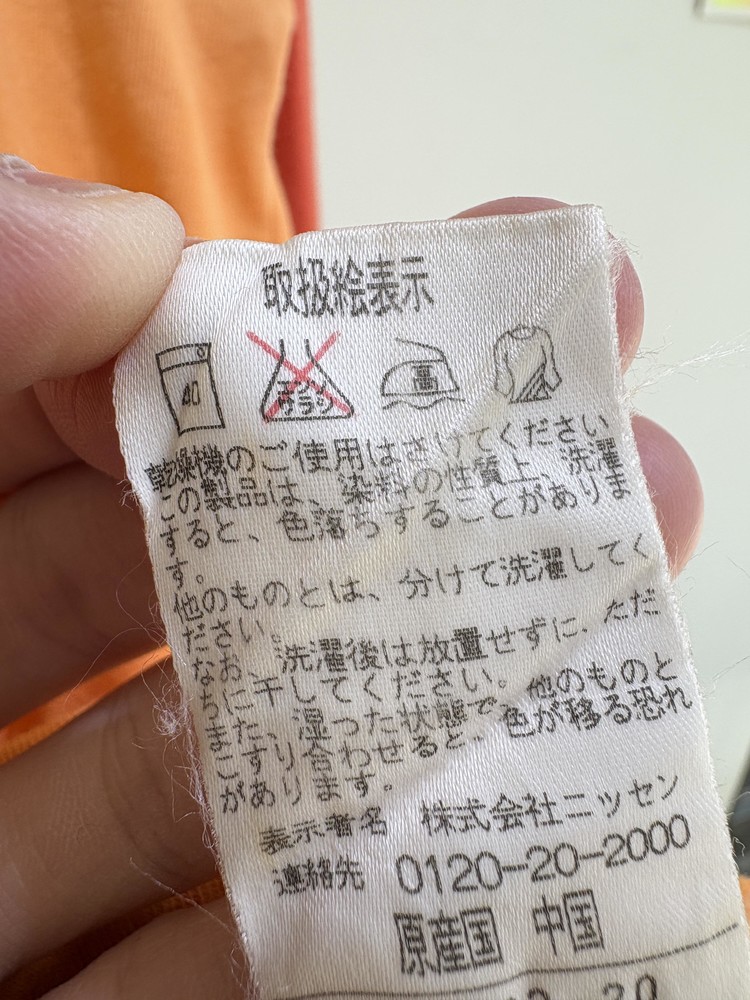 取扱絵表示
40 エンソサラシ 高
乾燥機のご使用はさけてください
この製品は、染料の性質上、洗濯
すると、色落ちすることがありま
す。
他のものとは、分けて洗濯してく
ださい。
なお、洗濯後は放置せずに、ただ
ちに干してください。
また、湿った状態で、他のものと
こすり合わせると、色が移る恐れ
があります。
表示者名 株式会社ニッセン
連絡先 0120-20-2000
原産国 中国